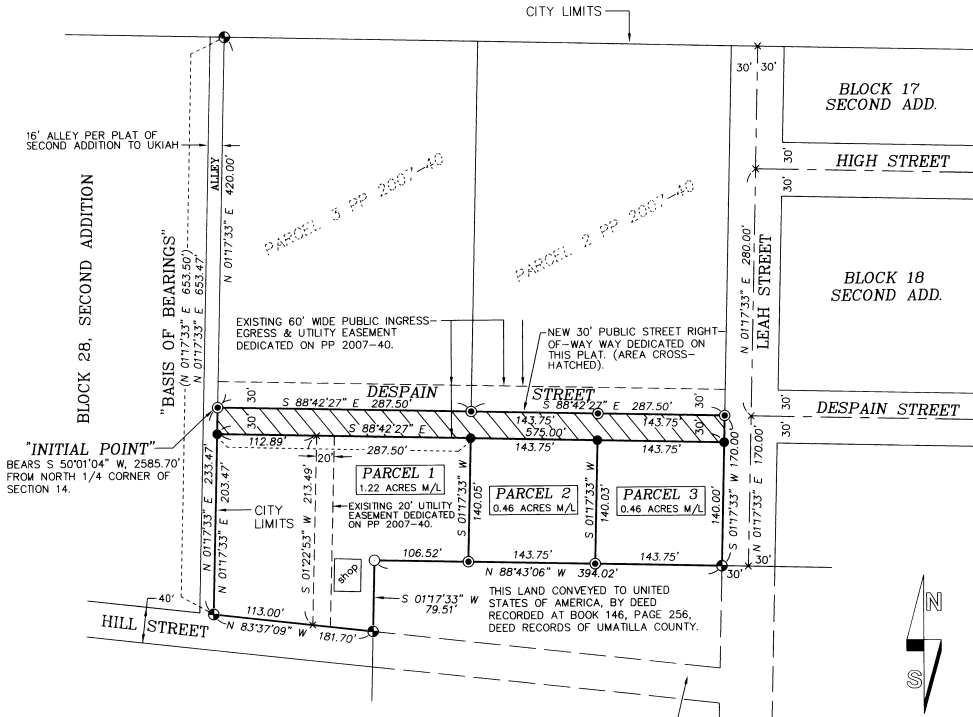 CITY LIMITS
30' 30'
BLOCK 17
SECOND ADD.
16' ALLEY PER PLAT OF
SECOND ADDITION TO UKIAH
ALLEY
N 01°17'33" E 420.00'
30'
HIGH STREET
30'
PARCEL 3 PP 2007-40
PARCEL 2 PP 2007-40
BLOCK 28, SECOND ADDITION
"BASIS OF BEARINGS"
(N 01°17'33" E 653.50')
N 01°17'33" E 653.47'
N 01°17'33" E 280.00'
LEAH STREET
BLOCK 18
SECOND ADD.
EXISTING 60' WIDE PUBLIC INGRESS-
EGRESS & UTILITY EASEMENT
DEDICATED ON PP 2007-40.
NEW 30' PUBLIC STREET RIGHT-
OF-WAY WAY DEDICATED ON
THIS PLAT. (AREA CROSS-
HATCHED).
30'
DESPAIN STREET
30'
30'
S 88°42'27" E 287.50'
S 88°42'27" E 287.50'
DESPAIN STREET
143.75' 143.75'
30'
30'
30'
S 88°42'27" E 575.00'
"INITIAL POINT"
BEARS S 50°01'04" W, 2585.70'
FROM NORTH 1/4 CORNER OF
SECTION 14.
112.89'
287.50'
143.75'
143.75'
20'
PARCEL 1
1.22 ACRES M/L
PARCEL 2
0.46 ACRES M/L
PARCEL 3
0.46 ACRES M/L
N 01°17'33" E 233.47'
N 01°17'33" E 203.47'
CITY
LIMITS
S 01°22'53" W 213.49'
EXISTING 20' UTILITY
EASEMENT DEDICATED
ON PP 2007-40.
S 01°17'33" W
140.05'
S 01°17'33" W
140.03'
140.00'
S 01°17'33" W 170.00'
N 01°17'33" E 170.00'
shop
106.52'
143.75'
143.75'
N 88°43'06" W 394.02'
30'
30'
S 01°17'33" W
79.51'
THIS LAND CONVEYED TO UNITED
STATES OF AMERICA, BY DEED
RECORDED AT BOOK 146, PAGE 256,
DEED RECORDS OF UMATILLA COUNTY.
40'
HILL STREET
113.00'
N 83°37'09" W
181.70'
N
S